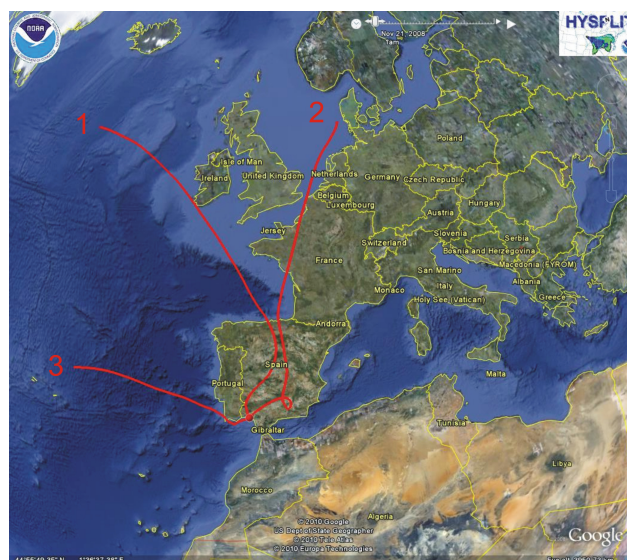 NOAA
HYSPLIT
Nov 21, 2008
1am
1
2
3
Isle of Man
Ireland
United Kingdom
Netherlands
Belgium
Luxembourg
Germany
Poland
Czech Republic
Jersey
France
Switzerland
Austria
Hungary
Slovenia
Serbia
Bosnia and Herzegovina
San Marino
Macedonia (FYROM)
Monaco
Italy
Albania
Holy See (Vatican)
Greece
Andorra
Spain
Portugal
Gibraltar
Malta
Tunisia
Morocco
Algeria
Libya
© 2010 Google
US Dept of State Geographer
© 2010 Tele Atlas
© 2010 Europa Technologies
Google